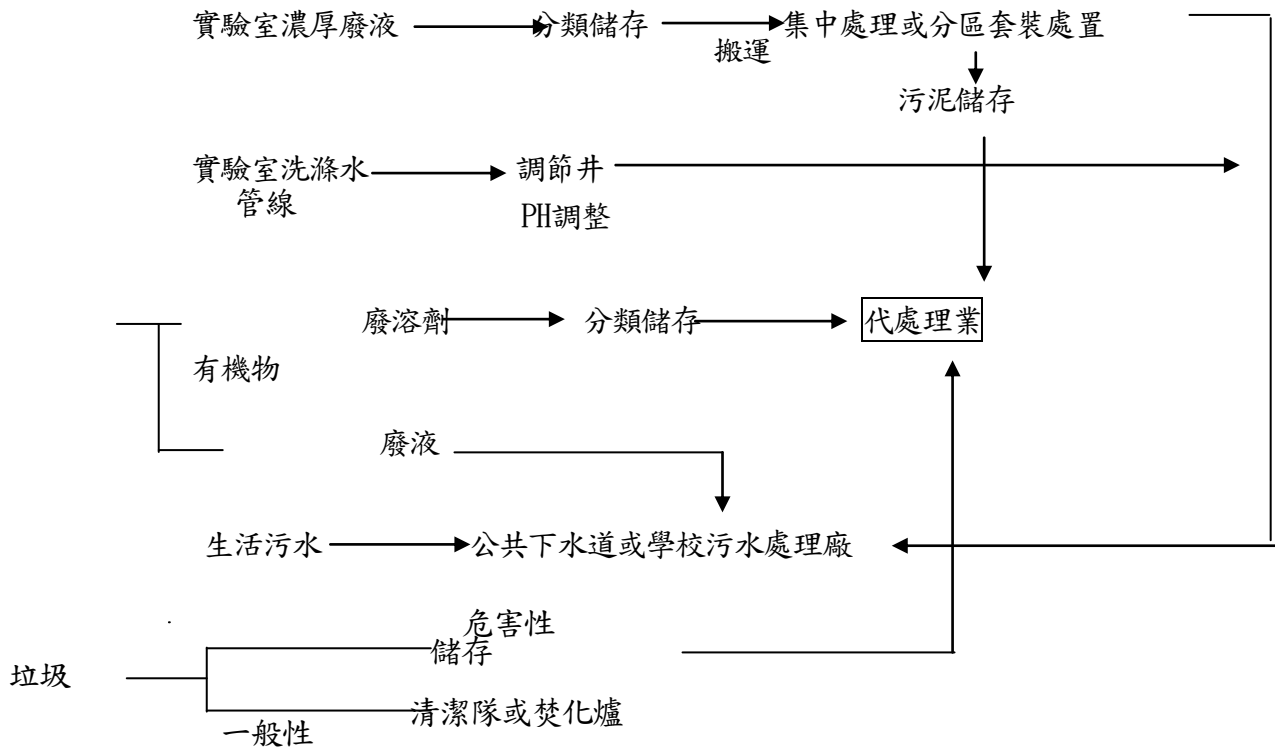 實驗室濃厚廢液
分類儲存
搬運
集中處理或分區套裝處置
污泥儲存
實驗室洗滌水
管線
調節井
PH調整
廢溶劑
分類儲存
代處理業
有機物
廢液
生活污水
公共下水道或學校污水處理廠
危害性
儲存
垃圾
清潔隊或焚化爐
一般性